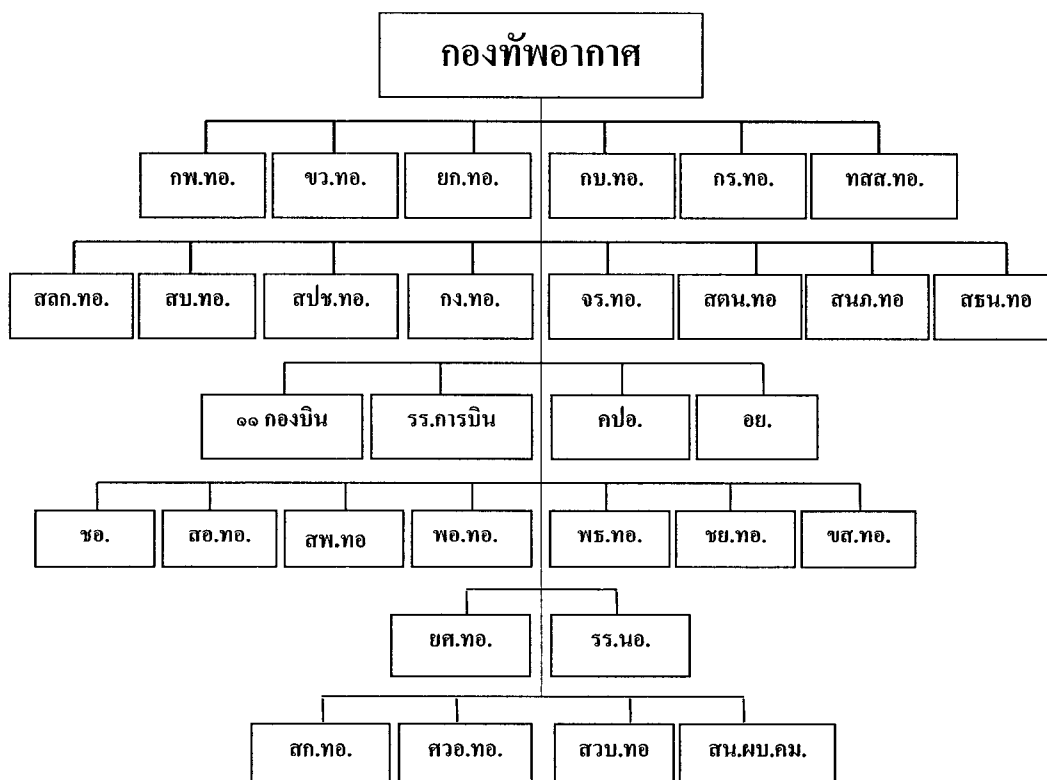 กองทัพอากาศ
กพ.ทอ. ขว.ทอ. ยก.ทอ. กบ.ทอ. กร.ทอ. ทสส.ทอ.
สลก.ทอ. สบ.ทอ. สปช.ทอ. กง.ทอ. จร.ทอ. สตน.ทอ สนภ.ทอ สธน.ทอ
๑๑ กองบิน รร.การบิน คปอ. อย.
ชอ. สอ.ทอ. สพ.ทอ พอ.ทอ. พธ.ทอ. ชย.ทอ. ขส.ทอ.
ยศ.ทอ. รร.นอ.
สก.ทอ. ศวอ.ทอ. สวบ.ทอ สน.ผบ.คม.